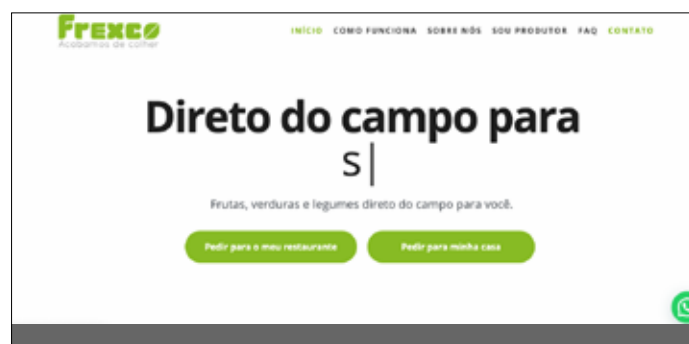 Frexco
Acabamos de colher
INÍCIO COMO FUNCIONA SOBRE NÓS SOU PRODUTOR FAQ CONTATO
Direto do campo para
s|
Frutas, verduras e legumes direto do campo para você.
Pedir para o meu restaurante Pedir para minha casa